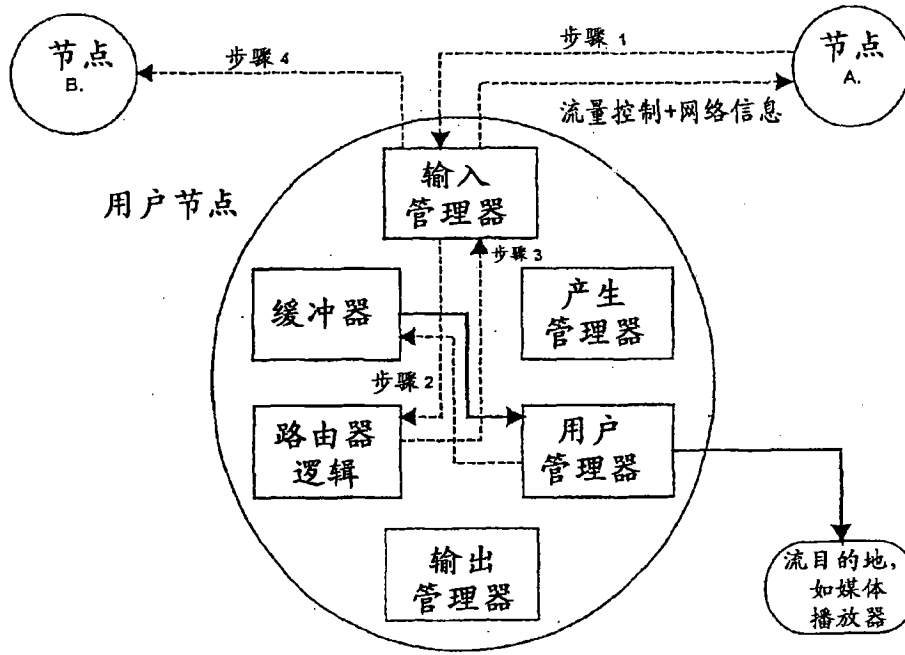 节点
B.
步骤 4
步骤 1
节点
A.
流量控制+网络信息
用户节点
输入
管理器
步骤 3
缓冲器
产生
管理器
步骤 2
路由器
逻辑
用户
管理器
输出
管理器
流目的地,
如媒体
播放器